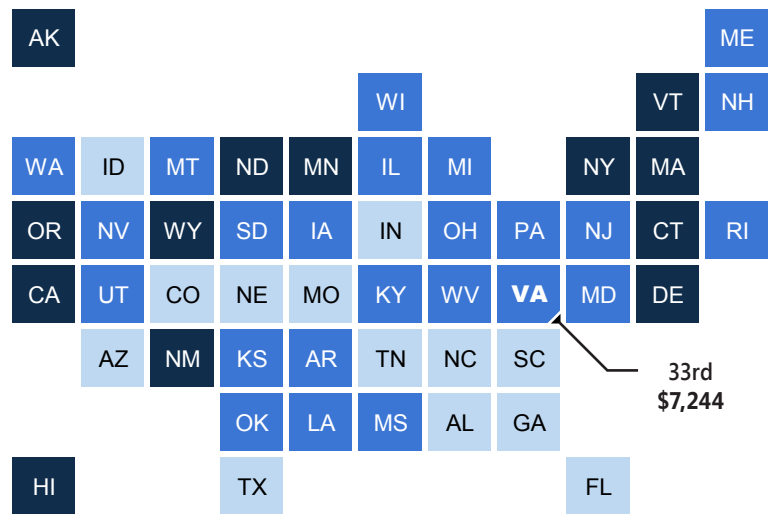 AK ME
WI VT NH
WA ID MT ND MN IL MI NY MA
OR NV WY SD IA IN OH PA NJ CT RI
CA UT CO NE MO KY WV VA MD DE
AZ NM KS AR TN NC SC
33rd
$7,244
OK LA MS AL GA
HI TX FL